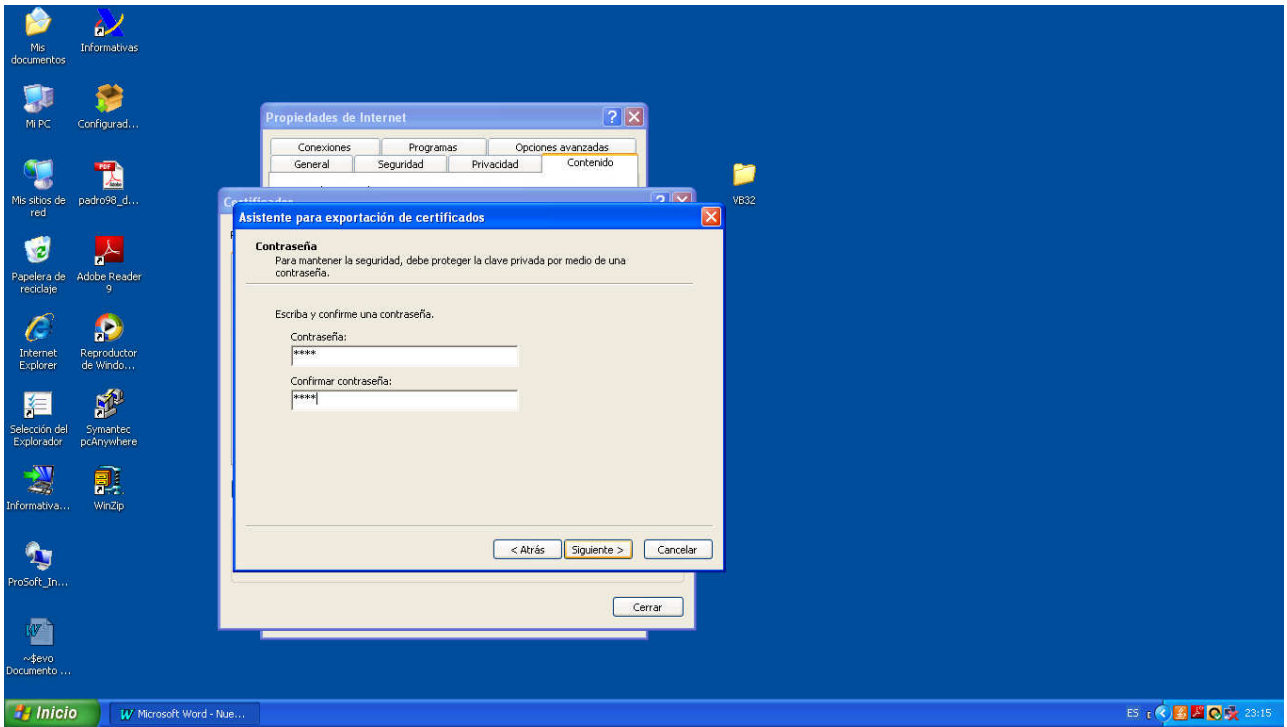 Mis
documentos
Informativas
Mi PC
Configurad...
Mis sitios de
red
padro98_d...
Papelera de
reciclaje
Adobe Reader
9
Internet
Explorer
Reproductor
de Windo...
Selección del
Explorador
Symantec
pcAnywhere
Informativa...
WinZip
ProSoft_In...
~$evo
Documento ...
VB32
Propiedades de Internet
Conexiones
Programas
Opciones avanzadas
General
Seguridad
Privacidad
Contenido
Asistente para exportación de certificados
Contraseña
Para mantener la seguridad, debe proteger la clave privada por medio de una
contraseña.
Escriba y confirme una contraseña.
Contraseña:
****
Confirmar contraseña:
****
< Atrás
Siguiente >
Cancelar
Cerrar
Inicio
Microsoft Word - Nue...
ES
23:15